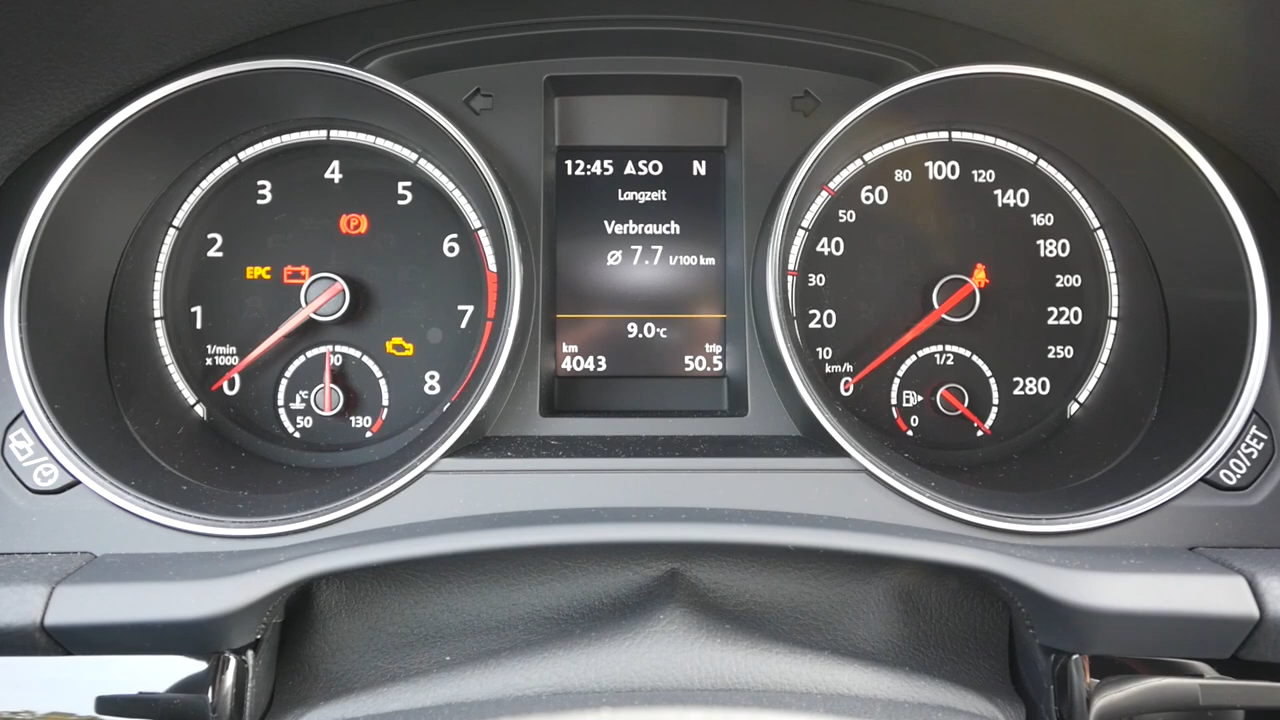 1/min
x 1000
0
1
2
3
4
5
6
7
8
EPC
P
°C
50
90
130
12:45 ASO N
Langzeit
Verbrauch
Ø 7.7 l/100 km
9.0°C
km
trip
4043
50.5
km/h
0
10
20
30
40
50
60
80
100
120
140
160
180
200
220
250
280
0
1/2
0.0/SET